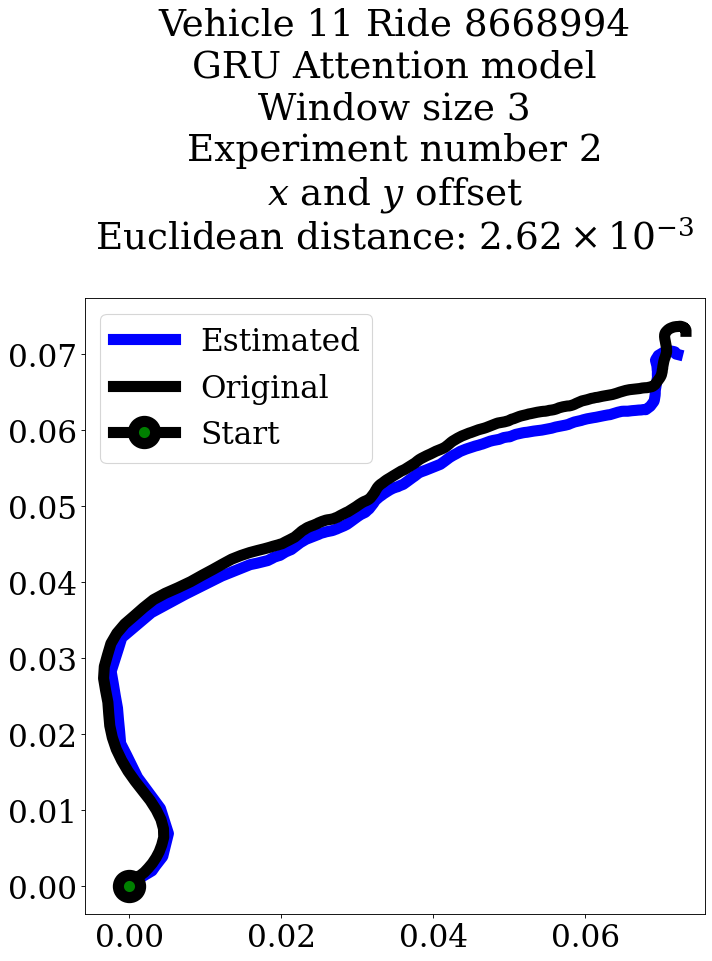 Vehicle 11 Ride 8668994
GRU Attention model
Window size 3
Experiment number 2
x and y offset
Euclidean distance: 2.62 × 10⁻³
Estimated
Original
Start
0.07
0.06
0.05
0.04
0.03
0.02
0.01
0.00
0.00 0.02 0.04 0.06